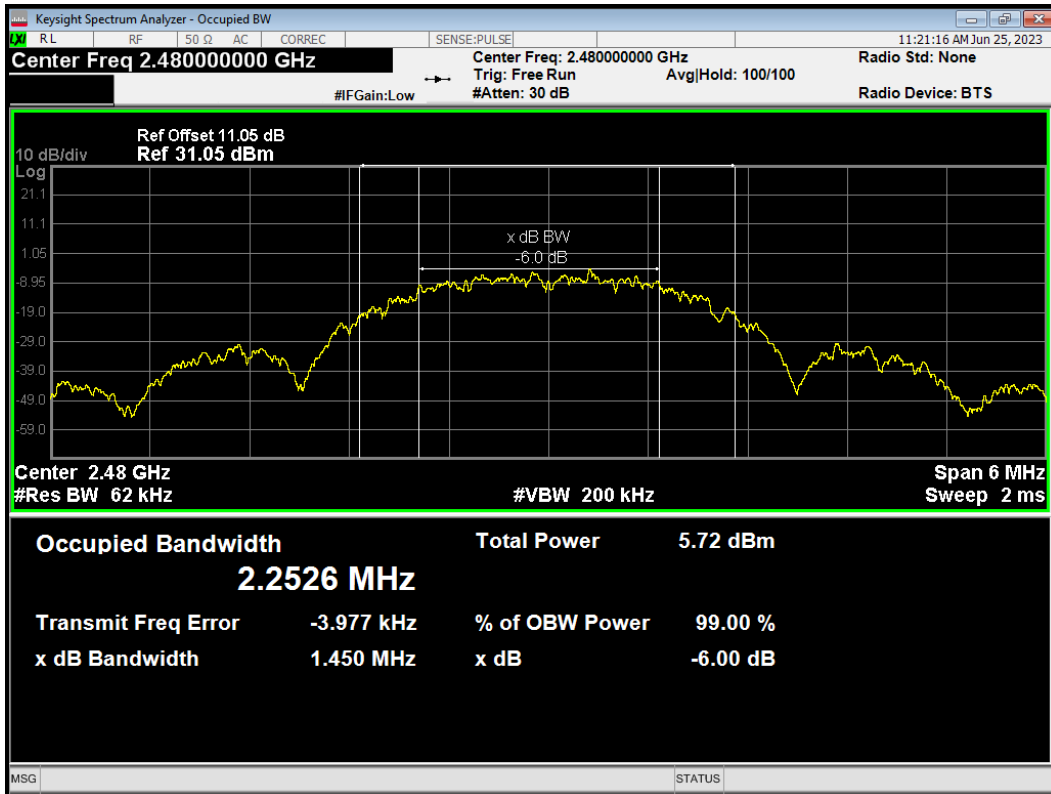 Keysight Spectrum Analyzer - Occupied BW
LXI RL RF 50 Ω AC CORREC SENSE:PULSE 11:21:16 AM Jun 25, 2023
Center Freq 2.480000000 GHz Center Freq: 2.480000000 GHz Radio Std: None
Trig: Free Run Avg|Hold: 100/100
#IFGain:Low #Atten: 30 dB Radio Device: BTS
Ref Offset 11.05 dB
10 dB/div Ref 31.05 dBm
Log
21.1
11.1
x dB BW
1.05
-6.0 dB
-8.95
-19.0
-29.0
-39.0
-49.0
-59.0
Center 2.48 GHz Span 6 MHz
#Res BW 62 kHz #VBW 200 kHz Sweep 2 ms
Occupied Bandwidth Total Power 5.72 dBm
2.2526 MHz
Transmit Freq Error -3.977 kHz % of OBW Power 99.00 %
x dB Bandwidth 1.450 MHz x dB -6.00 dB
MSG STATUS